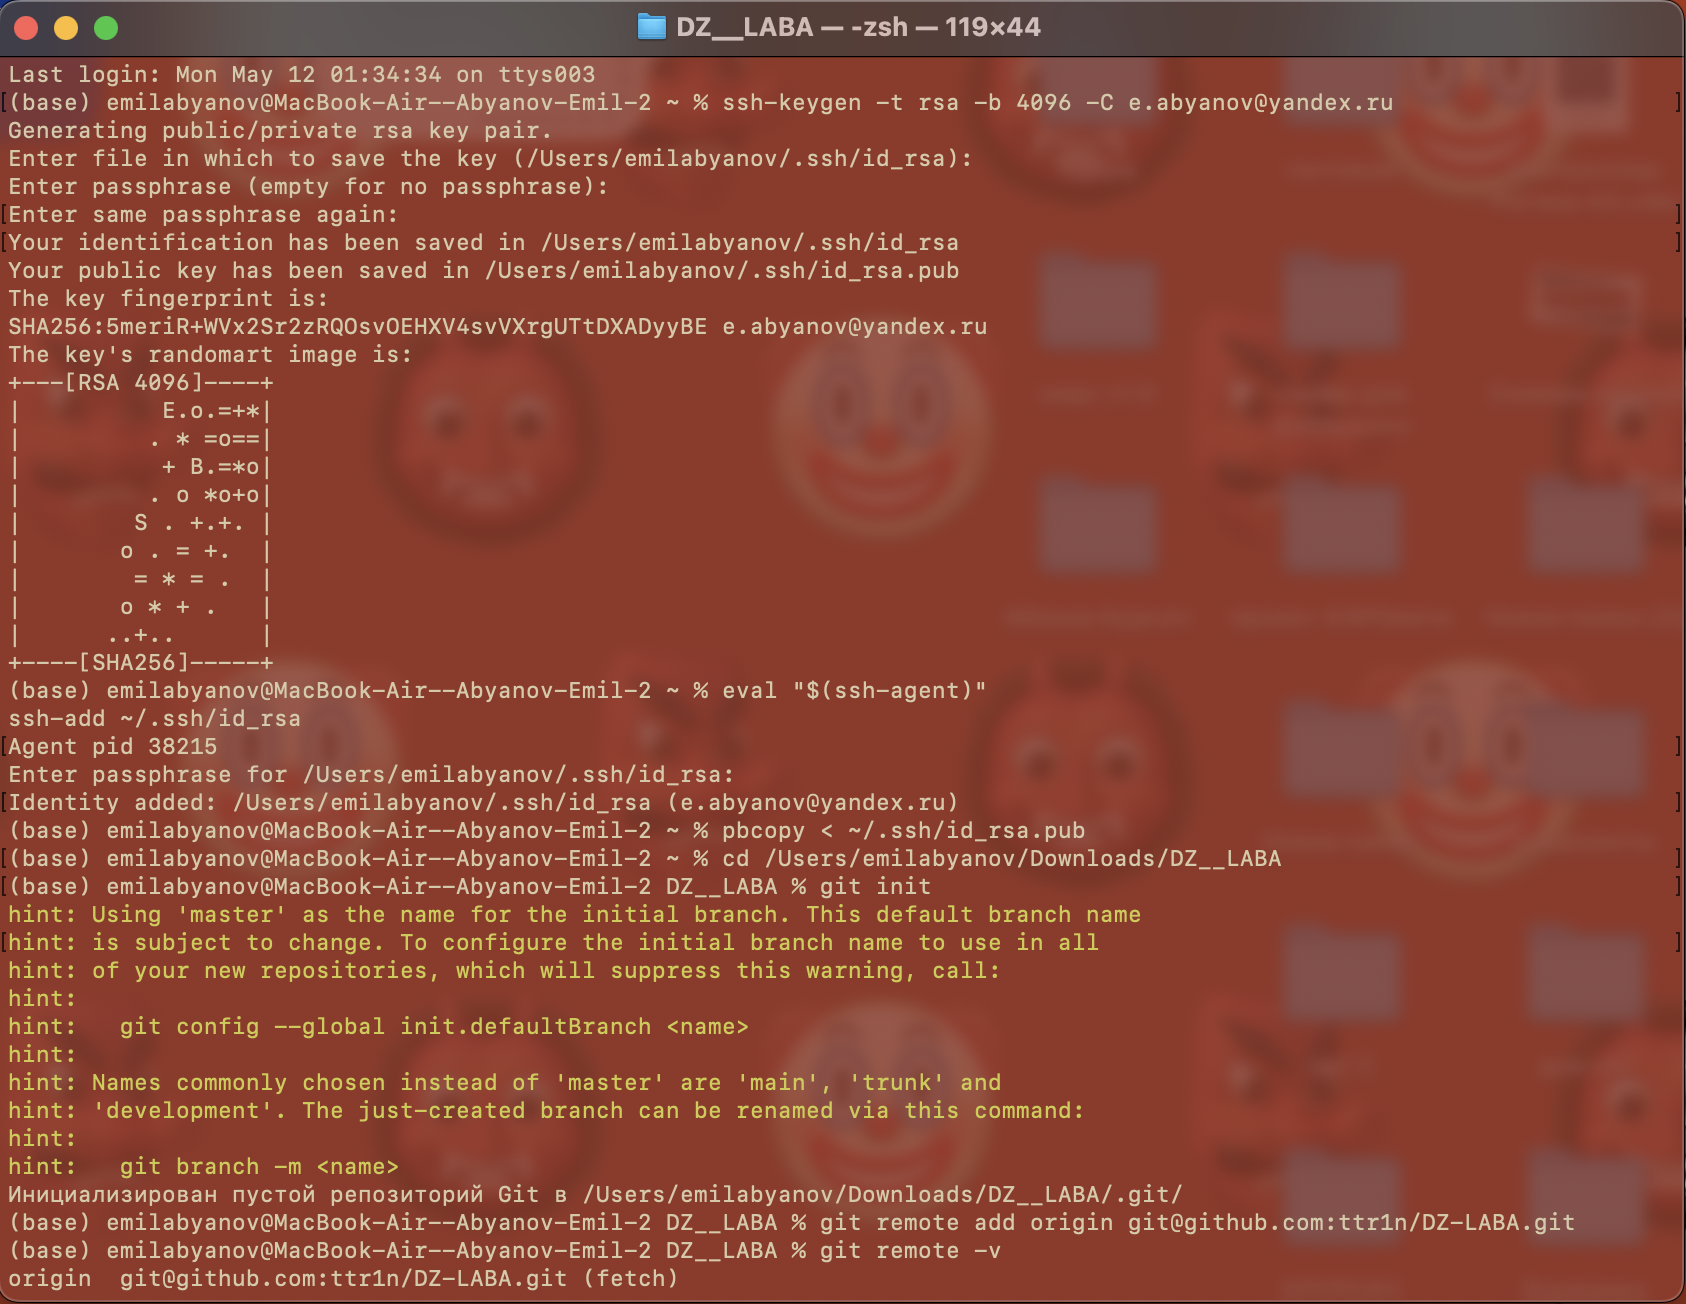 DZ__LABA — -zsh — 119×44
Last login: Mon May 12 01:34:34 on ttys003
[(base) emilabyanov@MacBook-Air--Abyanov-Emil-2 ~ % ssh-keygen -t rsa -b 4096 -C e.abyanov@yandex.ru ]
Generating public/private rsa key pair.
Enter file in which to save the key (/Users/emilabyanov/.ssh/id_rsa):
Enter passphrase (empty for no passphrase):
[Enter same passphrase again: ]
[Your identification has been saved in /Users/emilabyanov/.ssh/id_rsa ]
Your public key has been saved in /Users/emilabyanov/.ssh/id_rsa.pub
The key fingerprint is:
SHA256:5meriR+WVx2Sr2zRQOsvOEHXV4svVXrgUTtDXADyyBE e.abyanov@yandex.ru
The key's randomart image is:
+---[RSA 4096]----+
|          E.o.=+*|
|         . * =o==|
|          + B.=*o|
|         . o *o+o|
|        S . +.+. |
|       o . = +.  |
|        = * = .  |
|       o * + .   |
|      ..+..      |
+----[SHA256]-----+
(base) emilabyanov@MacBook-Air--Abyanov-Emil-2 ~ % eval "$(ssh-agent)"
ssh-add ~/.ssh/id_rsa
[Agent pid 38215 ]
Enter passphrase for /Users/emilabyanov/.ssh/id_rsa:
[Identity added: /Users/emilabyanov/.ssh/id_rsa (e.abyanov@yandex.ru) ]
(base) emilabyanov@MacBook-Air--Abyanov-Emil-2 ~ % pbcopy < ~/.ssh/id_rsa.pub
[(base) emilabyanov@MacBook-Air--Abyanov-Emil-2 ~ % cd /Users/emilabyanov/Downloads/DZ__LABA ]
[(base) emilabyanov@MacBook-Air--Abyanov-Emil-2 DZ__LABA % git init ]
hint: Using 'master' as the name for the initial branch. This default branch name
[hint: is subject to change. To configure the initial branch name to use in all ]
hint: of your new repositories, which will suppress this warning, call:
hint:
hint:   git config --global init.defaultBranch <name>
hint:
hint: Names commonly chosen instead of 'master' are 'main', 'trunk' and
hint: 'development'. The just-created branch can be renamed via this command:
hint:
hint:   git branch -m <name>
Инициализирован пустой репозиторий Git в /Users/emilabyanov/Downloads/DZ__LABA/.git/
(base) emilabyanov@MacBook-Air--Abyanov-Emil-2 DZ__LABA % git remote add origin git@github.com:ttr1n/DZ-LABA.git
(base) emilabyanov@MacBook-Air--Abyanov-Emil-2 DZ__LABA % git remote -v
origin  git@github.com:ttr1n/DZ-LABA.git (fetch)